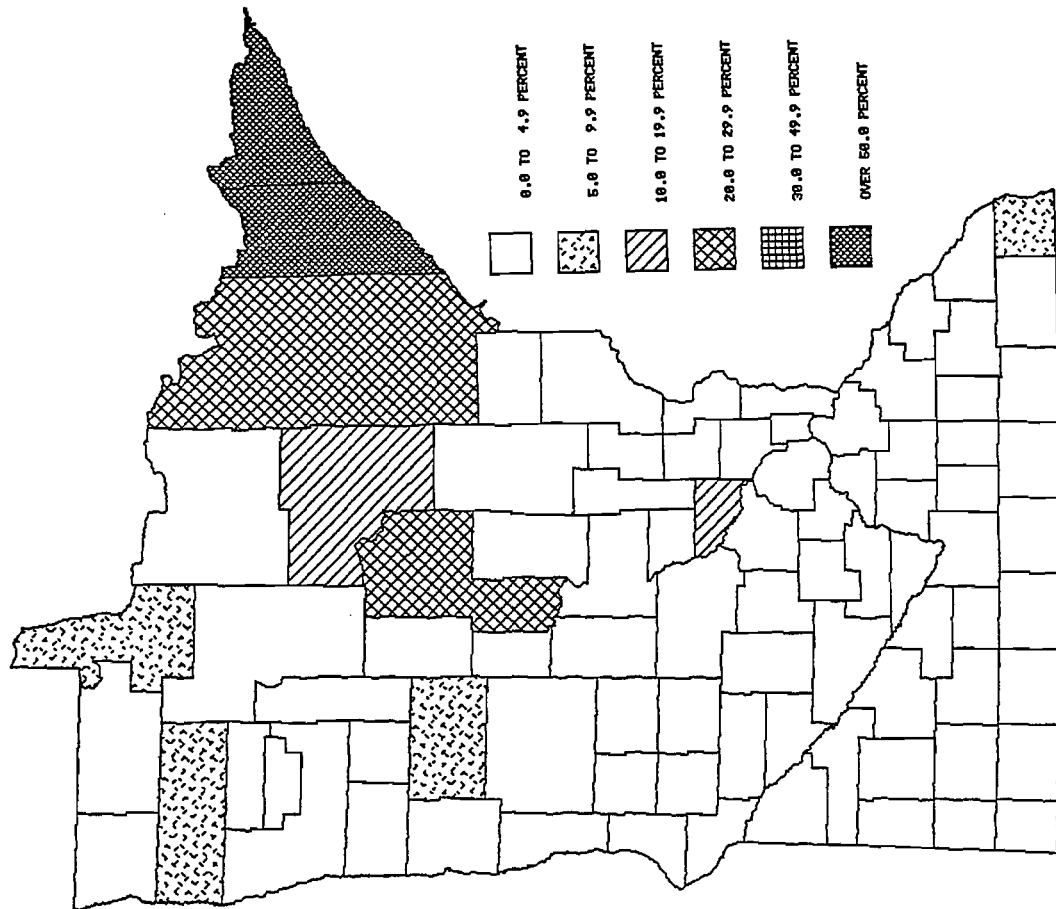 0.0 TO 4.9 PERCENT
5.0 TO 9.9 PERCENT
10.0 TO 19.9 PERCENT
20.0 TO 29.9 PERCENT
30.0 TO 49.9 PERCENT
OVER 50.0 PERCENT